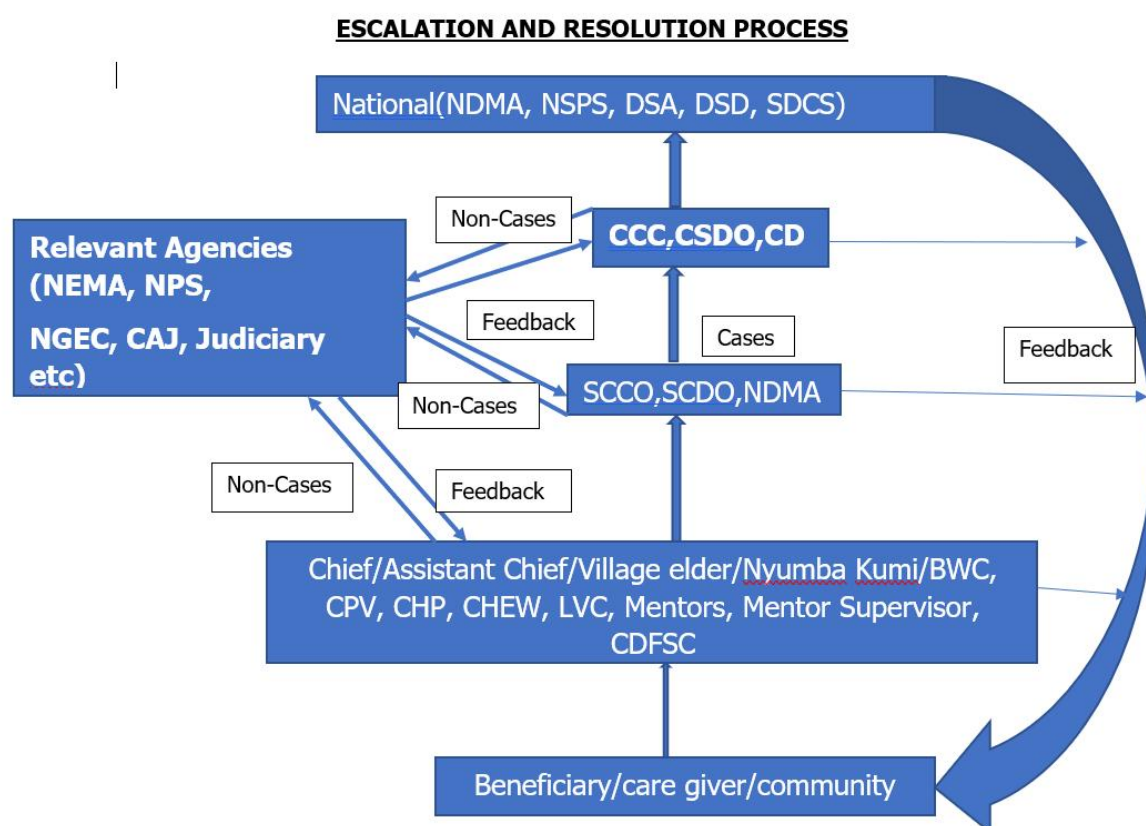 ESCALATION AND RESOLUTION PROCESS
National(NDMA, NSPS, DSA, DSD, SDCS)
Non-Cases
CCC,CSDO,CD
Relevant Agencies
(NEMA, NPS,
NGEC, CAJ, Judiciary
etc)
Feedback
Cases
Feedback
SCCO,SCDO,NDMA
Non-Cases
Non-Cases
Feedback
Chief/Assistant Chief/Village elder/Nyumba Kumi/BWC,
CPV, CHP, CHEW, LVC, Mentors, Mentor Supervisor,
CDFSC
Beneficiary/care giver/community